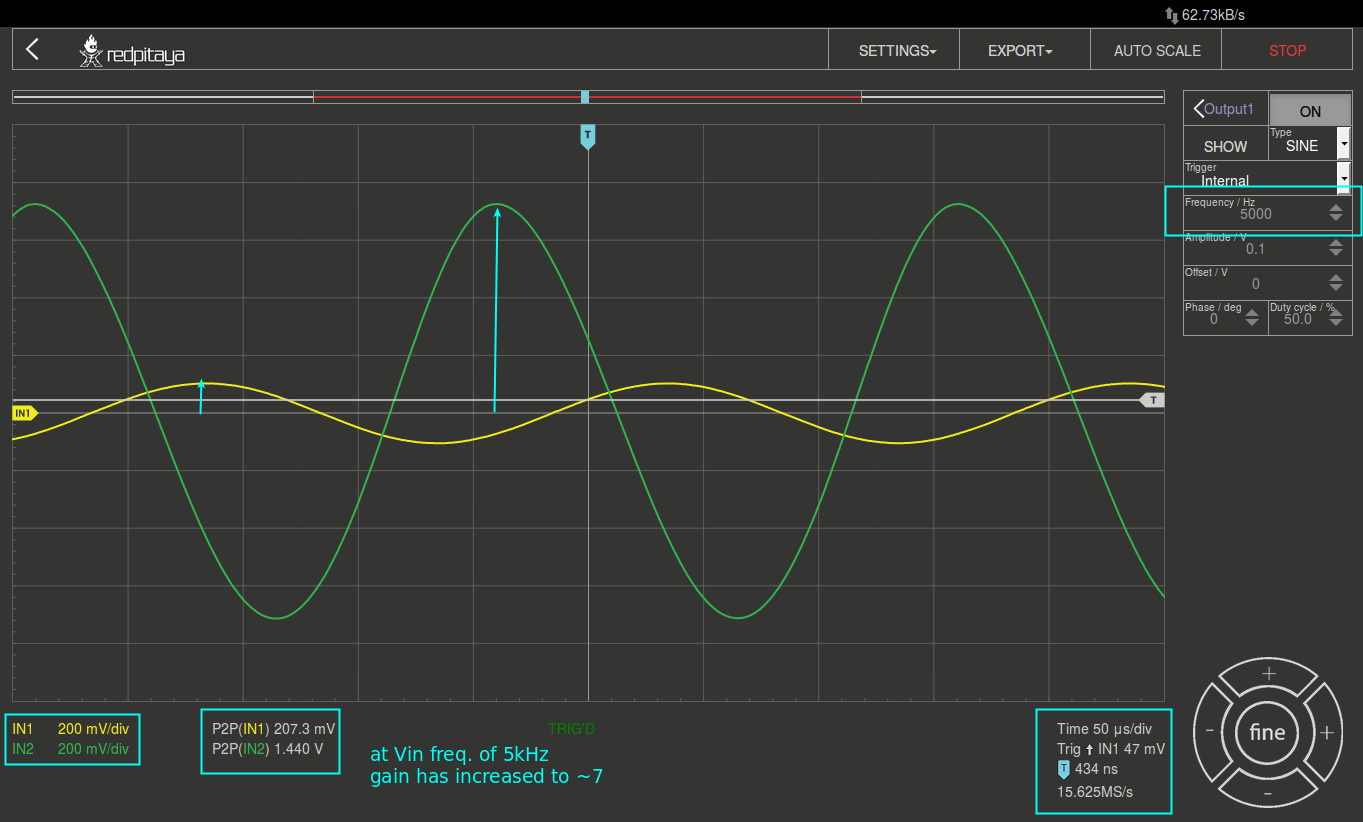 62.73kB/s
redpitaya
SETTINGS
EXPORT
AUTO SCALE
STOP
Output1
ON
SHOW
Type
SINE
Trigger
Internal
Frequency / Hz
5000
Amplitude / V
0.1
Offset / V
0
Phase / deg
0
Duty cycle / %
50.0
T
IN1
T
IN1 200 mV/div
IN2 200 mV/div
P2P(IN1) 207.3 mV
P2P(IN2) 1.440 V
TRIG'D
at Vin freq. of 5kHz
gain has increased to ~7
Time 50 µs/div
Trig IN1 47 mV
T 434 ns
15.625MS/s
fine